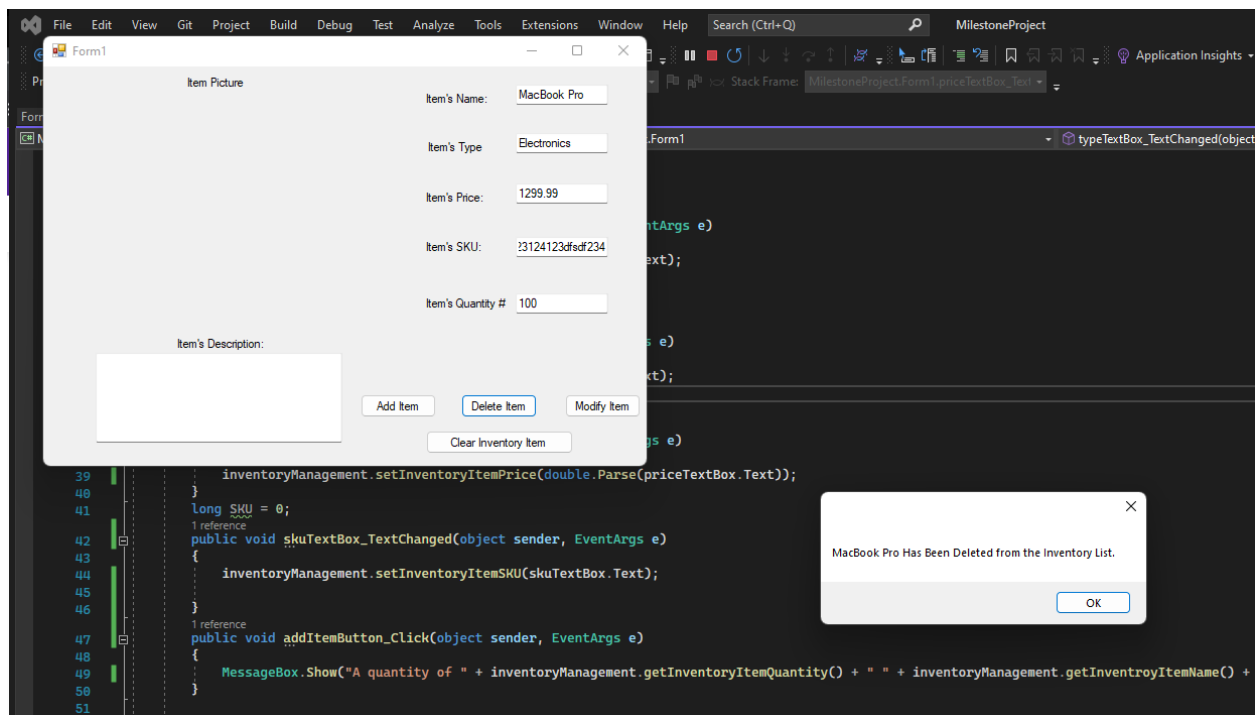 File Edit View Git Project Build Debug Test Analyze Tools Extensions Window Help Search (Ctrl+Q) MilestoneProject
Form1
Application Insights
Pr Stack Frame: MilestoneProject.Form1.priceTextBox_Text
Form
C# .Form1 typeTextBox_TextChanged(object
Item Picture
Item's Name: MacBook Pro
Item's Type Electronics
Item's Price: 1299.99
Item's SKU: 23124123dfsdf234
Item's Quantity # 100
Item's Description:
Add Item Delete Item Modify Item
Clear Inventory Item
ntArgs e)
ext);
s e)
xt);
gs e)
39 inventoryManagement.setInventoryItemPrice(double.Parse(priceTextBox.Text));
40 }
41 long SKU = 0;
1 reference
42 public void skuTextBox_TextChanged(object sender, EventArgs e)
43 {
44 inventoryManagement.setInventoryItemSKU(skuTextBox.Text);
45
46 }
1 reference
47 public void addItemButton_Click(object sender, EventArgs e)
48 {
49 MessageBox.Show("A quantity of " + inventoryManagement.getInventoryItemQuantity() + " " + inventoryManagement.getInventroyItemName() +
50 }
51
MacBook Pro Has Been Deleted from the Inventory List.
OK